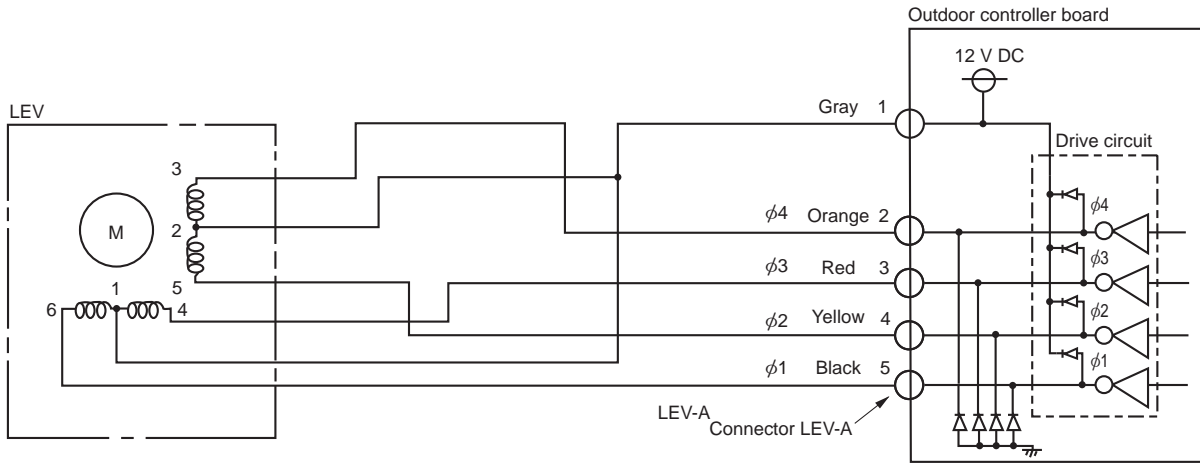 Outdoor controller board
12 V DC
LEV
Gray 1
Drive circuit
3
ϕ4
ϕ4 Orange 2
2
M
ϕ3
ϕ3 Red 3
5
1
6
4
ϕ2
ϕ2 Yellow 4
ϕ1
ϕ1 Black 5
LEV-A
Connector LEV-A